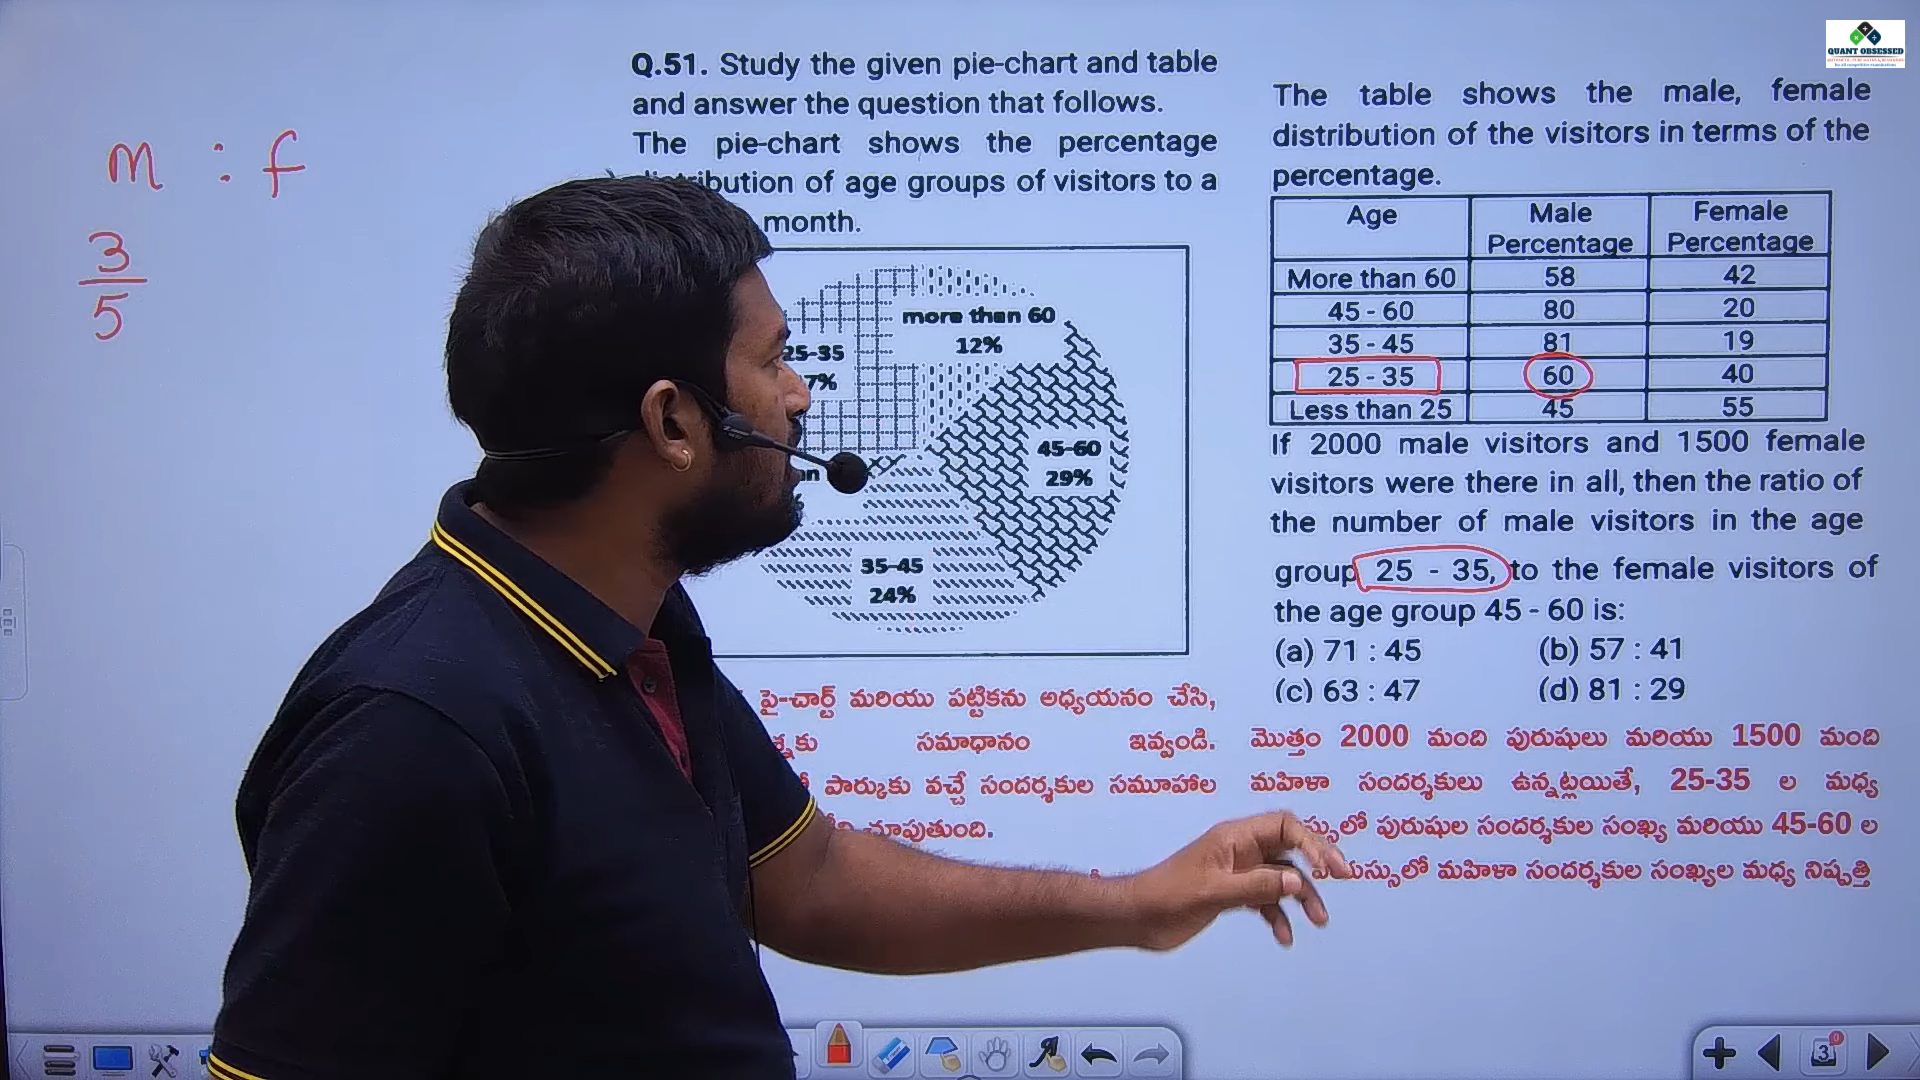 QUANT OBSESSED
m : f
3
5
Q.51. Study the given pie-chart and table
and answer the question that follows.
The pie-chart shows the percentage
of age groups of visitors to a
month.
25-35
7%
more than 60
12%
45-60
29%
35-45
24%
పై-చార్ట్ మరియు పట్టికను అధ్యయనం చేసి,
సమాధానం ఇవ్వండి.
పార్కుకు వచ్చే సందర్శకుల సమూహాల
చూపుతుంది.
The table shows the male, female
distribution of the visitors in terms of the
percentage.
Age Male Percentage Female Percentage
More than 60 58 42
45 - 60 80 20
35 - 45 81 19
25 - 35 60 40
Less than 25 45 55
If 2000 male visitors and 1500 female
visitors were there in all, then the ratio of
the number of male visitors in the age
group 25 - 35, to the female visitors of
the age group 45 - 60 is:
(a) 71 : 45 (b) 57 : 41
(c) 63 : 47 (d) 81 : 29
మొత్తం 2000 మంది పురుషులు మరియు 1500 మంది
మహిళా సందర్శకులు ఉన్నట్లయితే, 25-35 ల మధ్య
పురుషుల సందర్శకుల సంఖ్య మరియు 45-60 ల
మహిళా సందర్శకుల సంఖ్యల మధ్య నిష్పత్తి
3